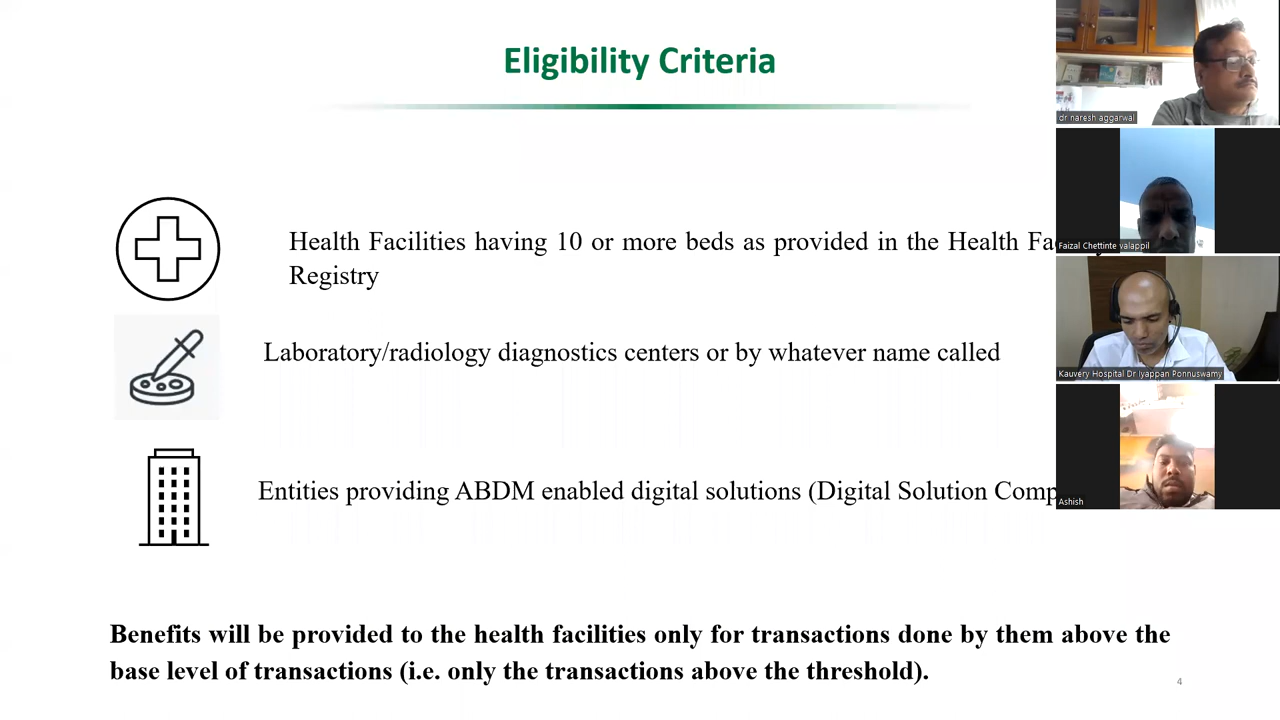 Eligibility Criteria
dr naresh aggarwal
Health Facilities having 10 or more beds as provided in the Health
Registry
Faizal Chettinte valappil
Laboratory/radiology diagnostics centers or by whatever name called
Kauvery Hospital Dr Iyappan Ponnuswamy
Entities providing ABDM enabled digital solutions (Digital Solution
Ashish
Benefits will be provided to the health facilities only for transactions done by them above the
base level of transactions (i.e. only the transactions above the threshold).
4